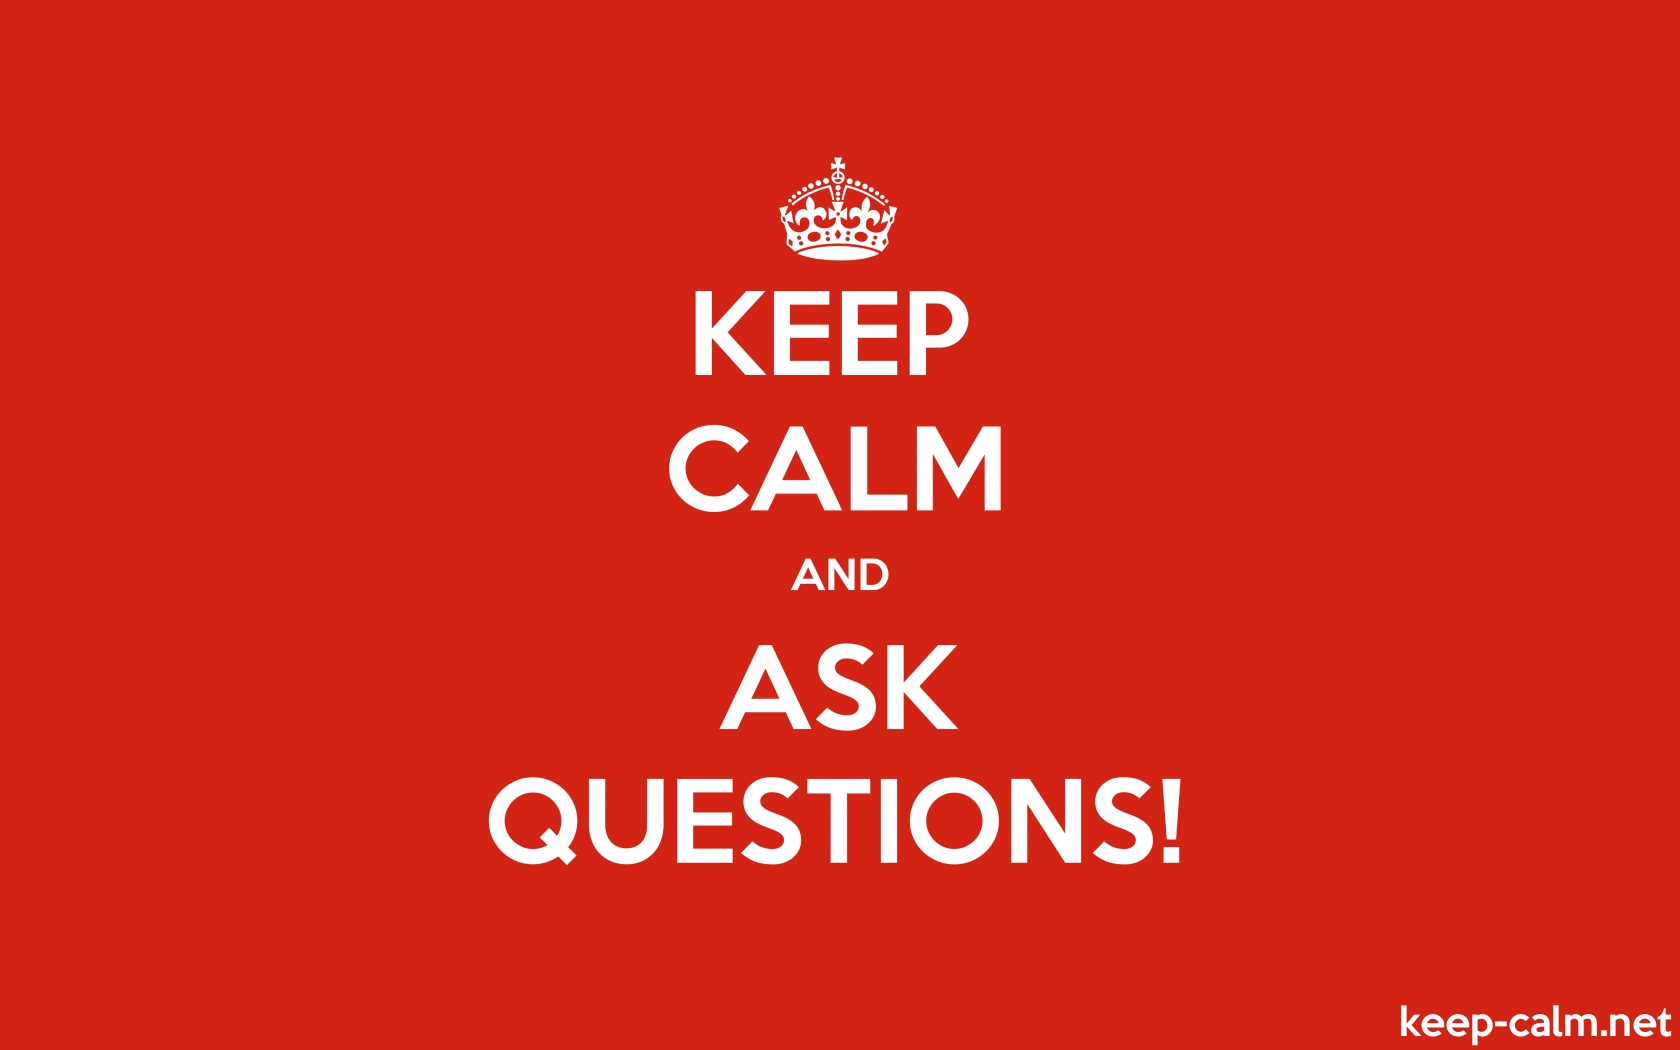 KEEP
CALM
AND
ASK
QUESTIONS!
keep-calm.net